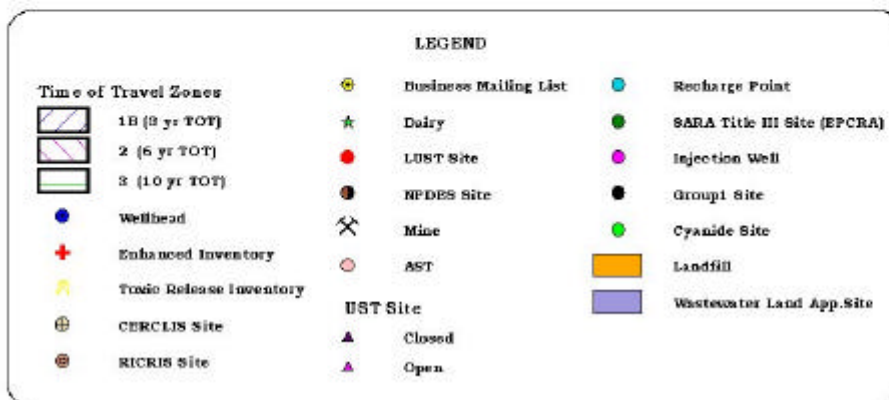 LEGEND
Time of Travel Zones
1B (3 yr TOT)
2 (6 yr TOT)
3 (10 yr TOT)
Wellhead
Enhanced Inventory
Toxic Release Inventory
CERCLIS Site
RICRIS Site
Business Mailing List
Dairy
LUST Site
NPDES Site
Mine
AST
UST Site
Closed
Open
Recharge Point
SARA Title III Site (EPCRA)
Injection Well
Group1 Site
Cyanide Site
Landfill
Wastewater Land App.Site